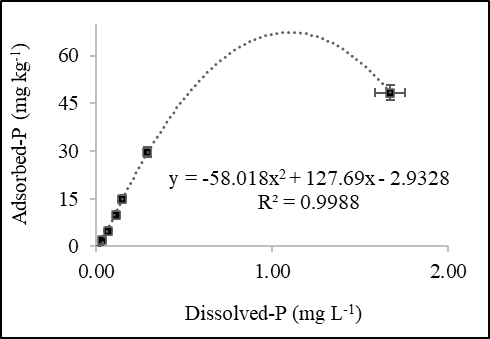 60
45
30
15
0
0.00 1.00 2.00
Adsorbed-P (mg kg⁻¹)
y = -58.018x² + 127.69x - 2.9328
R² = 0.9988
Dissolved-P (mg L⁻¹)